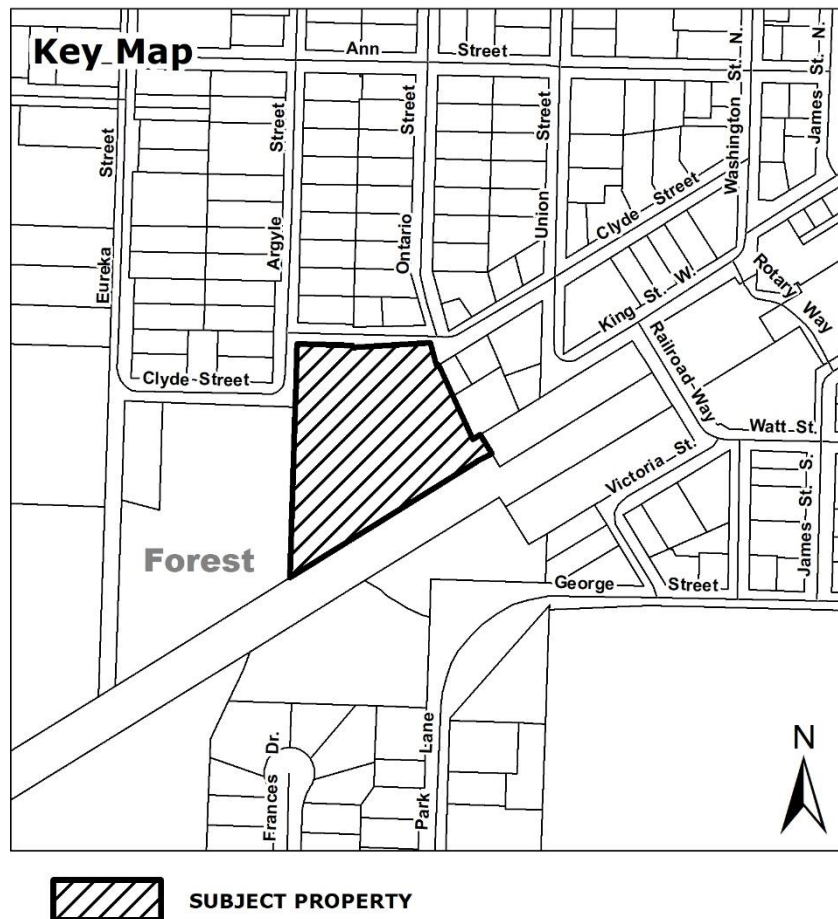 Key Map
Ann Street
Washington St. N.
James St. N.
Eureka Street
Argyle Street
Ontario Street
Union Street
Clyde Street
King St. W.
Rotary Way
Railroad Way
Clyde Street
Watt St.
Victoria St.
James St. S.
Forest
George Street
Frances Dr.
Park Lane
N
SUBJECT PROPERTY